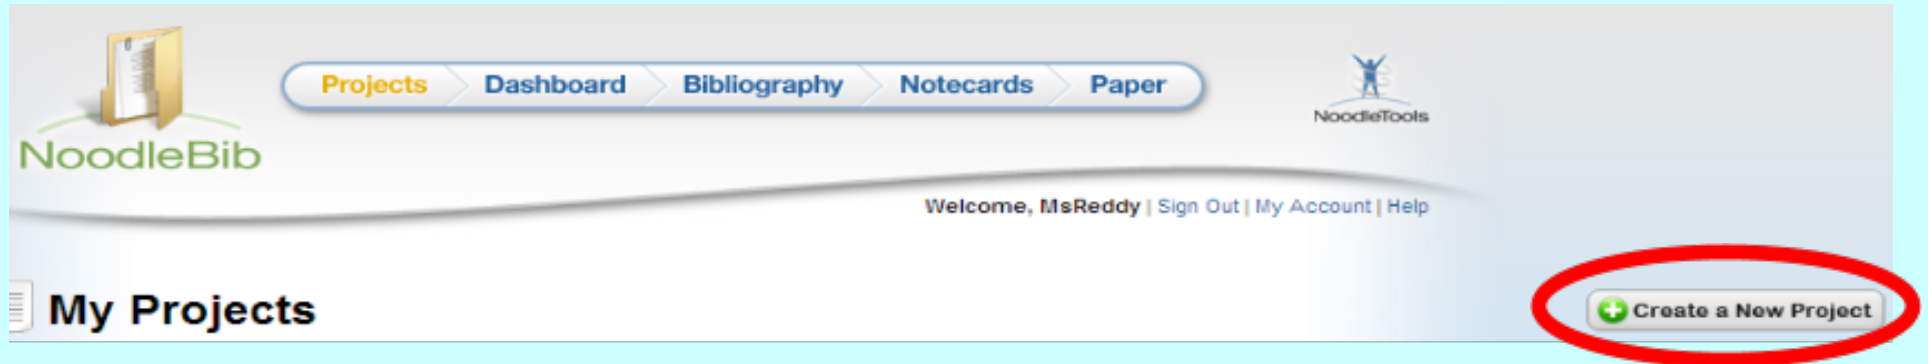 Projects Dashboard Bibliography Notecards Paper
NoodleTools
NoodleBib
Welcome, MsReddy | Sign Out | My Account | Help
My Projects
Create a New Project